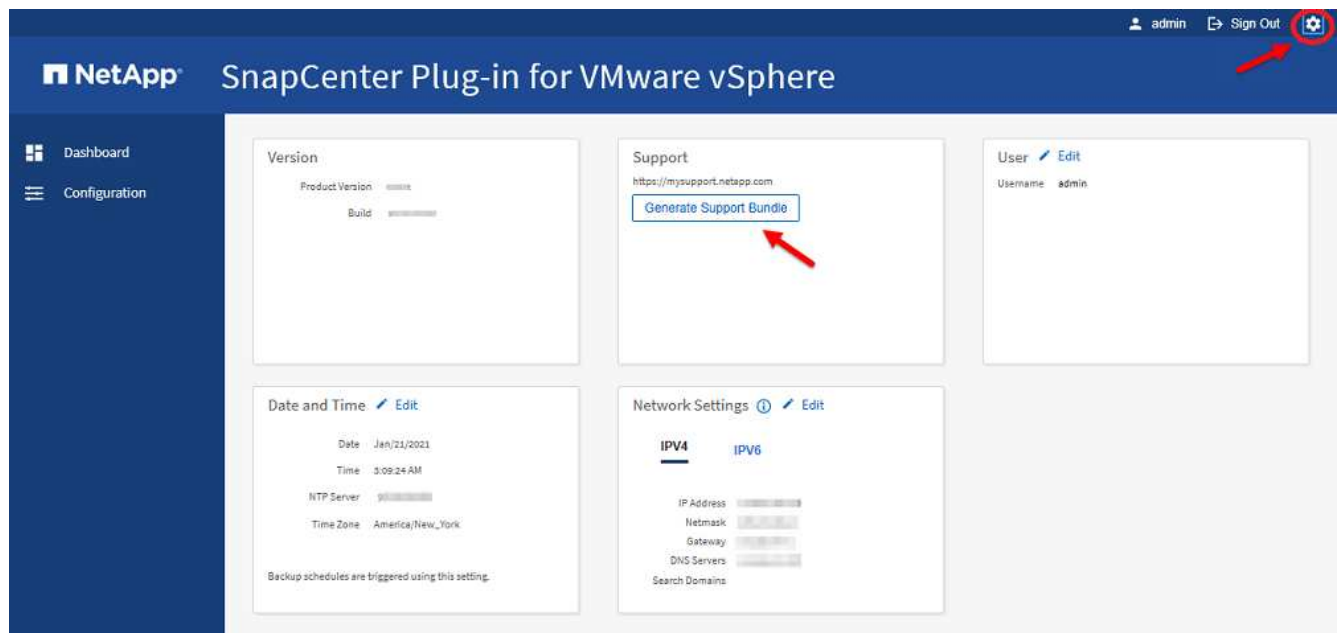 admin Sign Out
NetApp® SnapCenter Plug-in for VMware vSphere
Dashboard
Configuration
Version
Product Version
Build
Support
https://mysupport.netapp.com
Generate Support Bundle
User Edit
Username admin
Date and Time Edit
Date Jan/21/2021
Time 3:09:24 AM
NTP Server
Time Zone America/New_York
Backup schedules are triggered using this setting.
Network Settings Edit
IPV4 IPV6
IP Address
Netmask
Gateway
DNS Servers
Search Domains